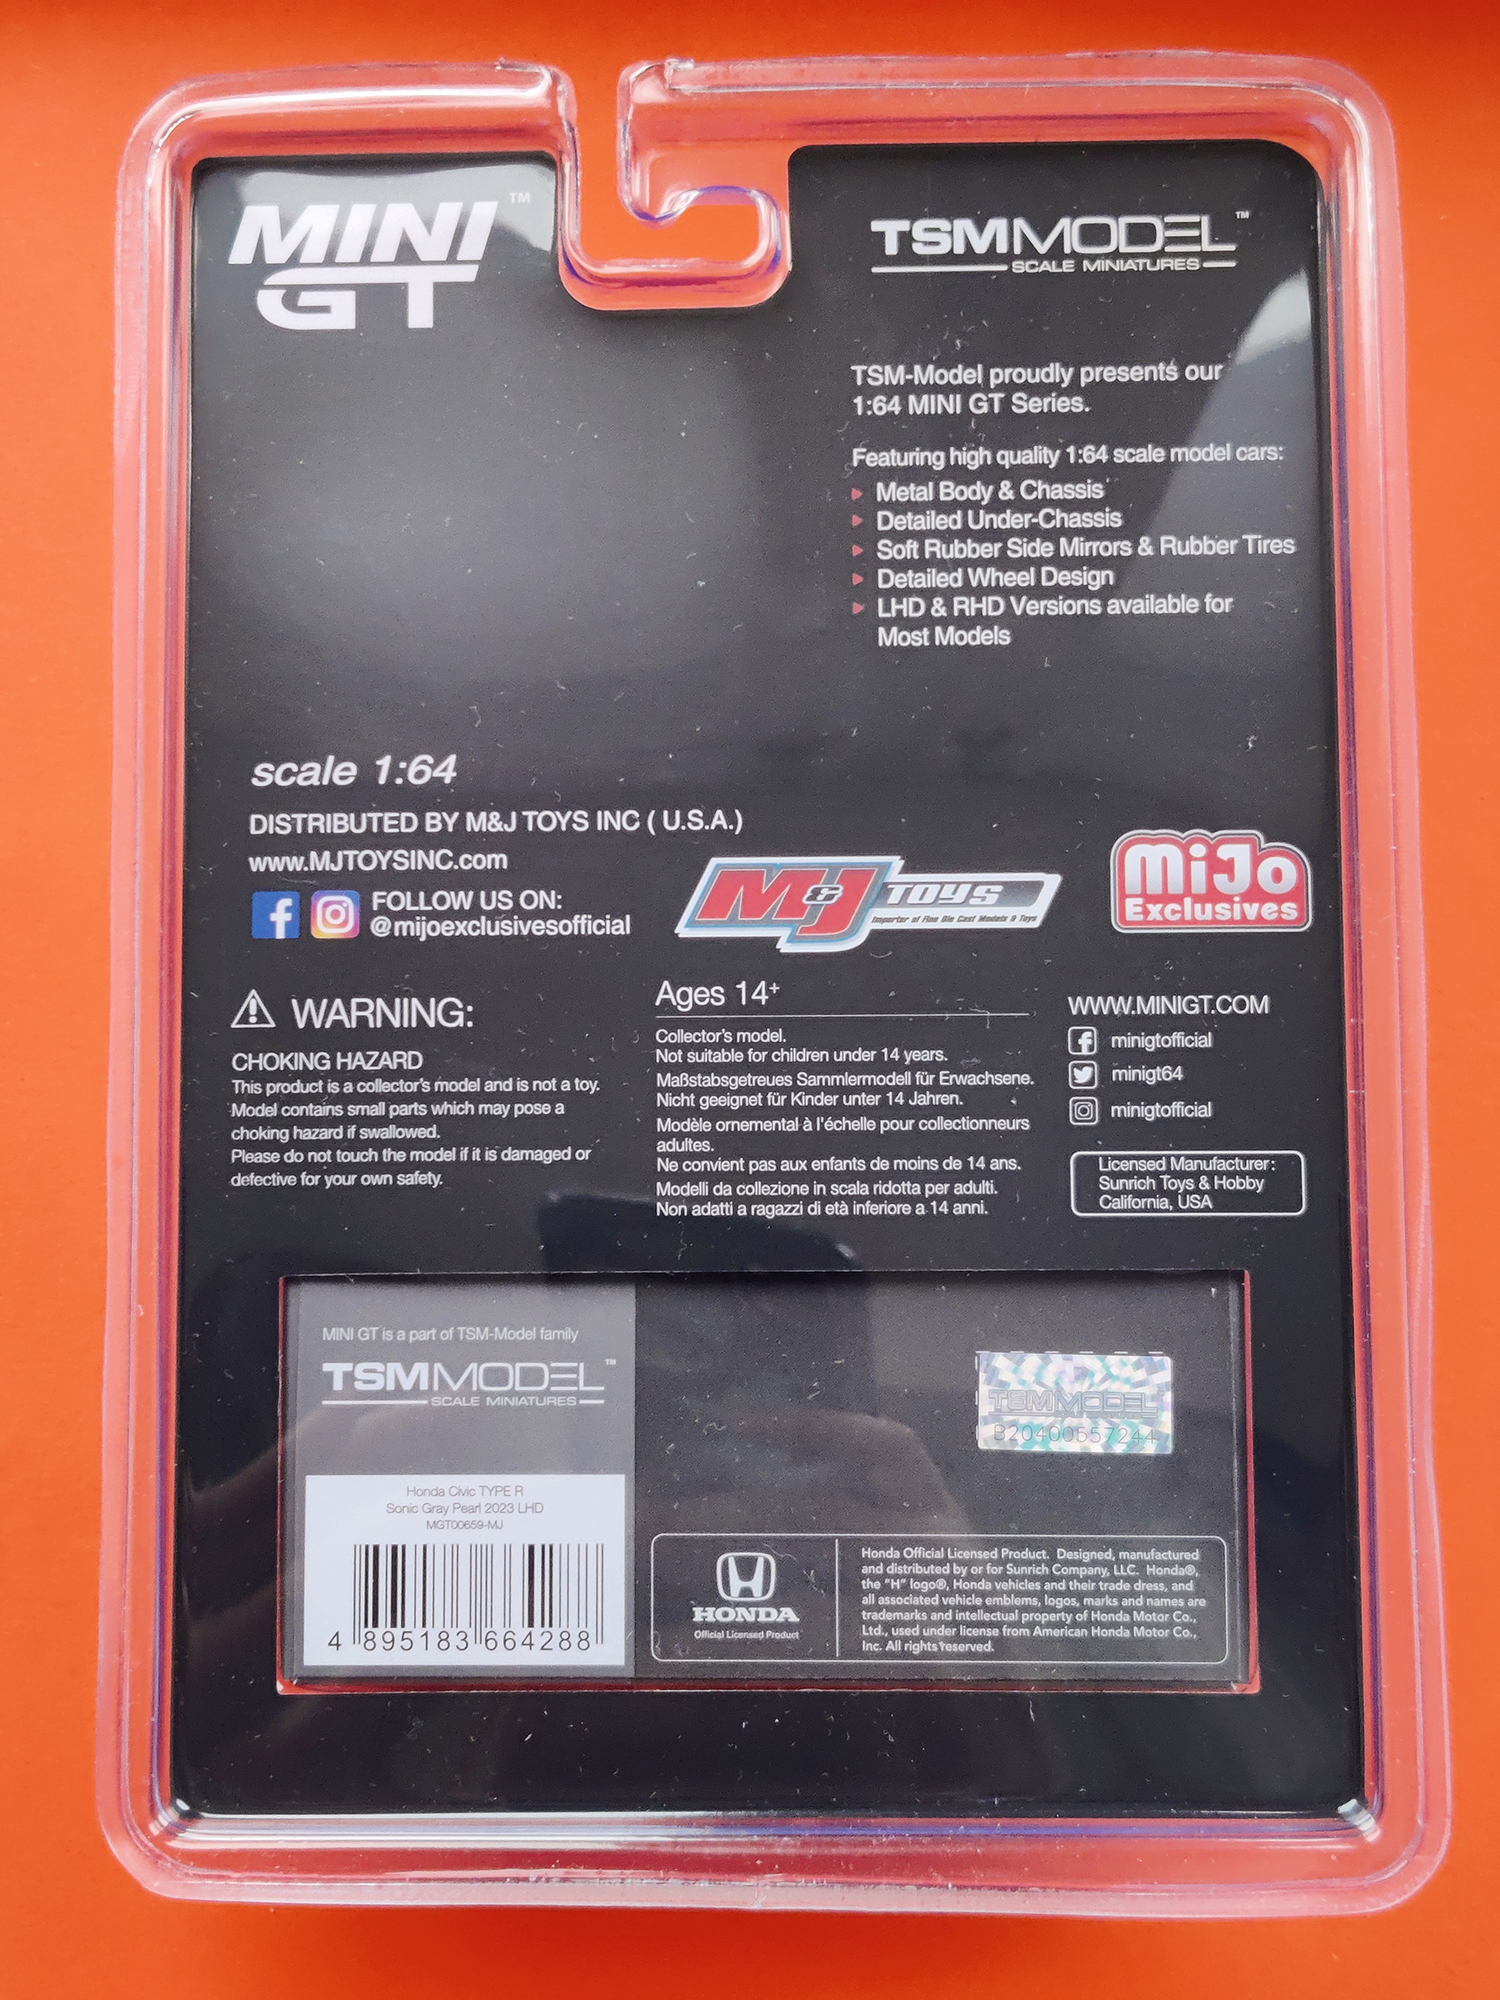 MINI GT™
TSMMODEL™
SCALE MINIATURES
TSM-Model proudly presents our
1:64 MINI GT Series.
Featuring high quality 1:64 scale model cars:
Metal Body & Chassis
Detailed Under-Chassis
Soft Rubber Side Mirrors & Rubber Tires
Detailed Wheel Design
LHD & RHD Versions available for
Most Models
scale 1:64
DISTRIBUTED BY M&J TOYS INC ( U.S.A.)
www.MJTOYSINC.com
FOLLOW US ON:
@mijoexclusivesofficial
M&J TOYS
Importer of Fine Die Cast Models & Toys
MiJo
Exclusives
WARNING:
CHOKING HAZARD
This product is a collector's model and is not a toy.
Model contains small parts which may pose a
choking hazard if swallowed.
Please do not touch the model if it is damaged or
defective for your own safety.
Ages 14+
Collector's model.
Not suitable for children under 14 years.
Maßstabsgetreues Sammlermodell für Erwachsene.
Nicht geeignet für Kinder unter 14 Jahren.
Modèle ornemental à l'échelle pour collectionneurs
adultes.
Ne convient pas aux enfants de moins de 14 ans.
Modelli da collezione in scala ridotta per adulti.
Non adatti a ragazzi di età inferiore a 14 anni.
WWW.MINIGT.COM
minigtofficial
minigt64
minigtofficial
Licensed Manufacturer:
Sunrich Toys & Hobby
California, USA
MINI GT is a part of TSM-Model family
TSMMODEL™
SCALE MINIATURES
TSMMODEL
B20400557244
Honda Civic TYPE R
Sonic Gray Pearl 2023 LHD
MGT00659-MJ
4 895183 664288
HONDA
Official Licensed Product
Honda Official Licensed Product. Designed, manufactured
and distributed by or for Sunrich Company, LLC. Honda®,
the "H" logo®, Honda vehicles and their trade dress, and
all associated vehicle emblems, logos, marks and names are
trademarks and intellectual property of Honda Motor Co.,
Ltd., used under license from American Honda Motor Co.,
Inc. All rights reserved.